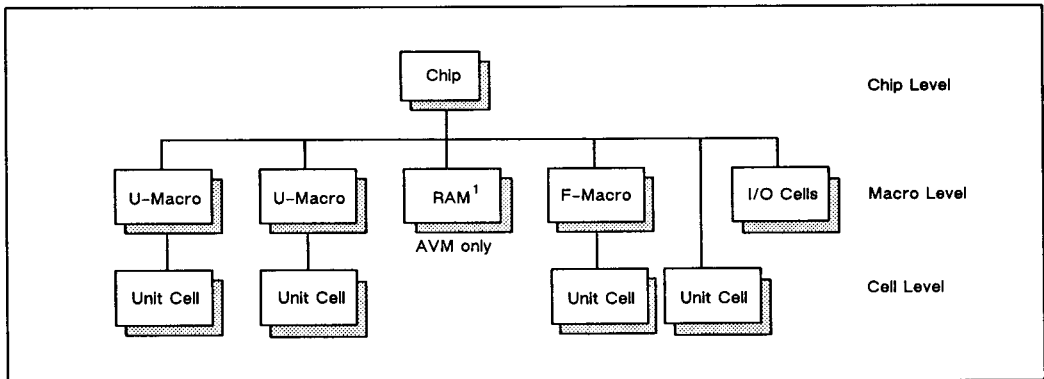 Chip
Chip Level
U-Macro
U-Macro
RAM¹
F-Macro
I/O Cells
Macro Level
AVM only
Unit Cell
Unit Cell
Unit Cell
Unit Cell
Cell Level